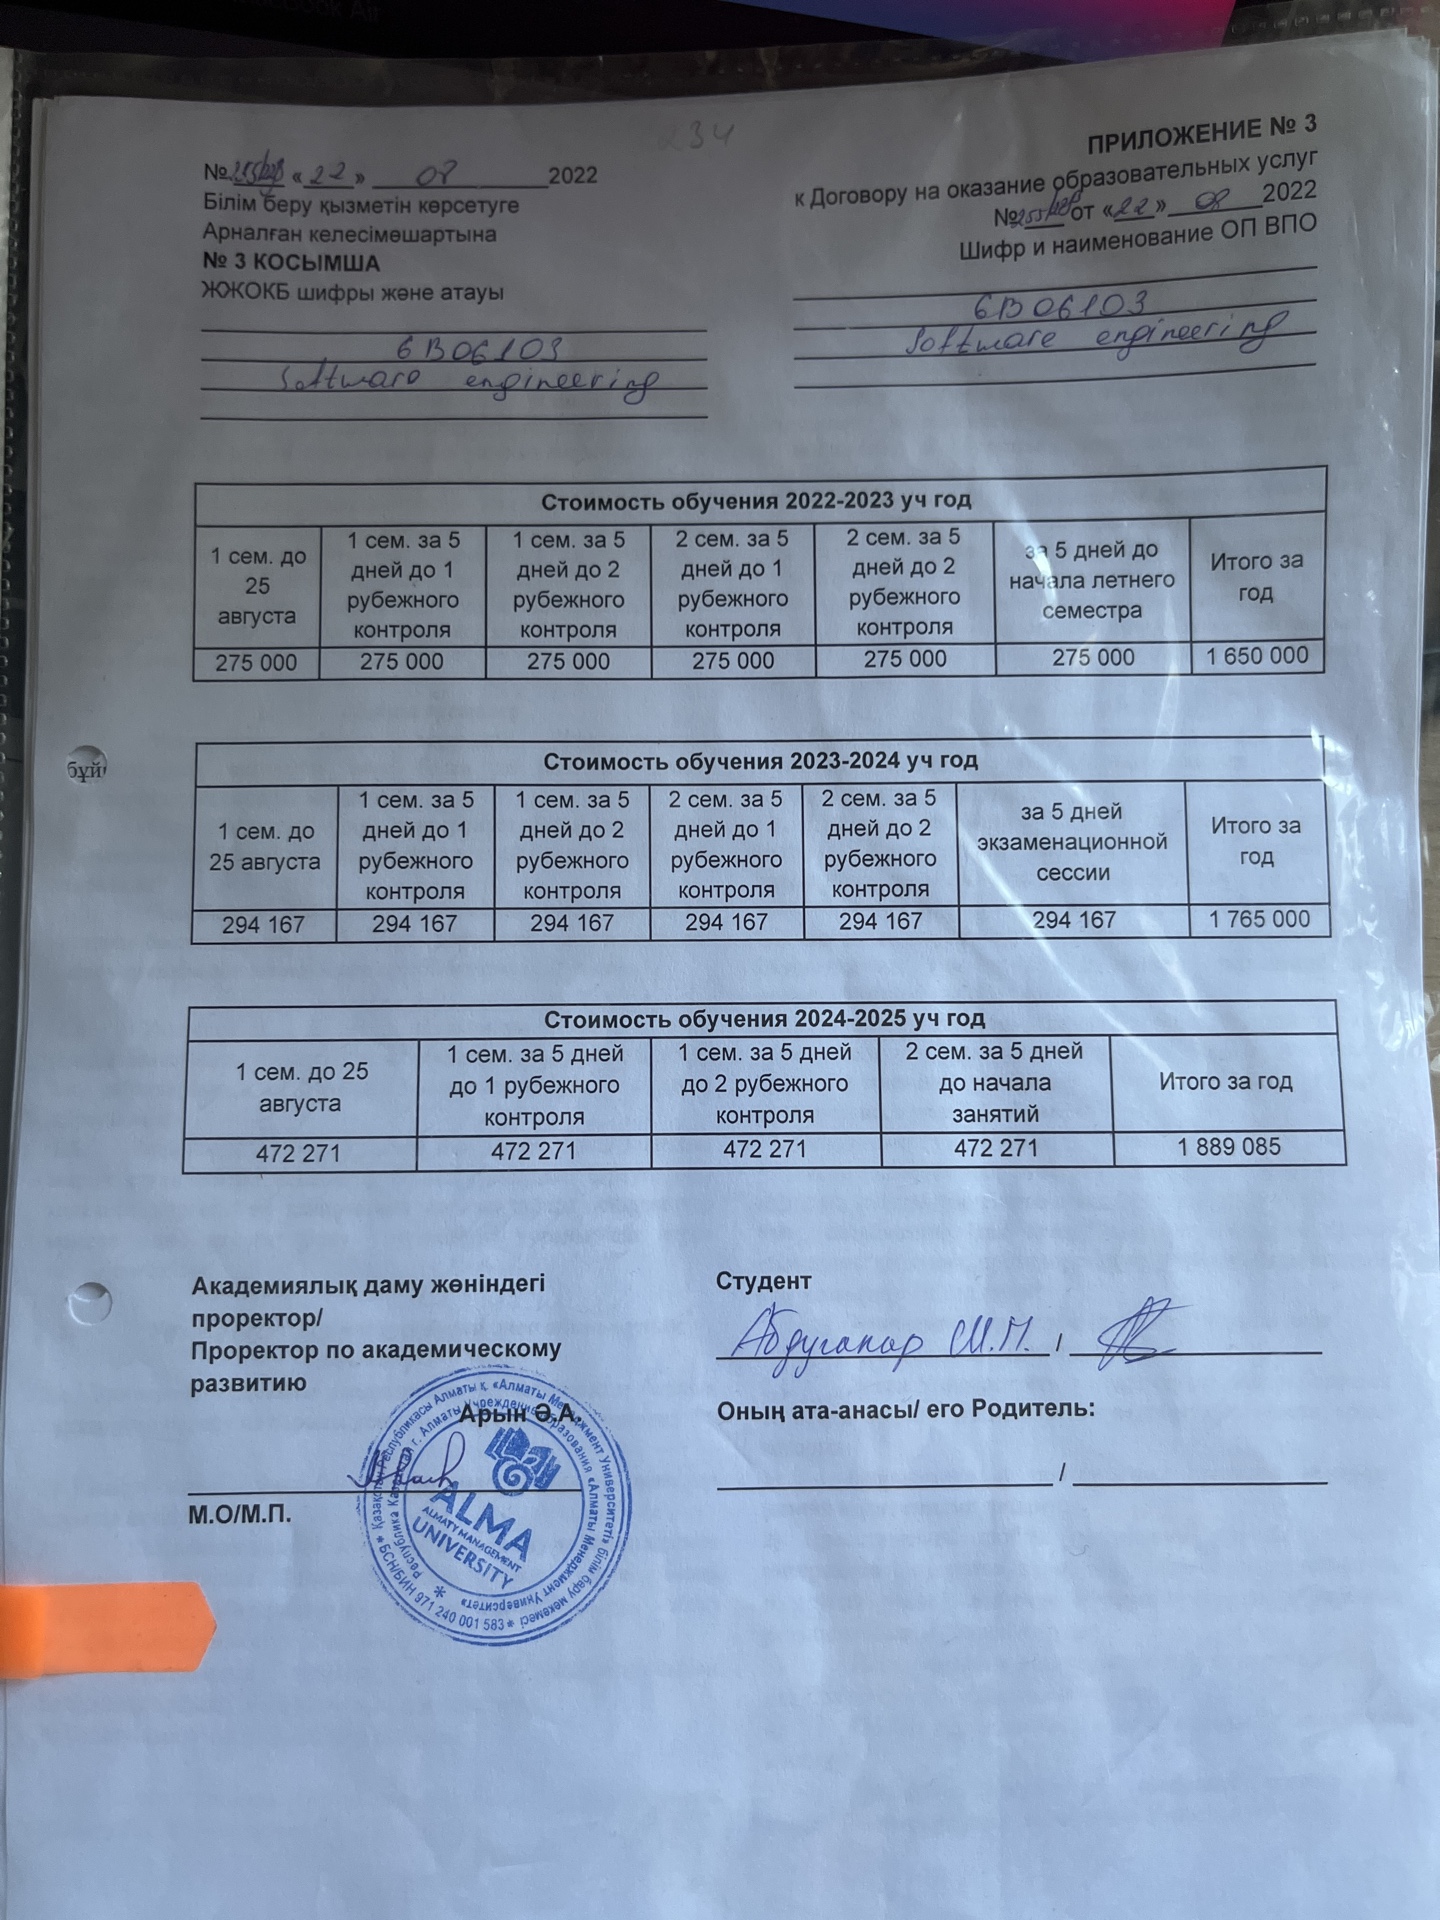 234
№ «22» 08 2022
Білім беру қызметін көрсетуге
Арналған келесімөшартына
№ 3 КОСЫМША
ЖЖОКБ шифры және атауы
6B06103
Software engineering
ПРИЛОЖЕНИЕ № 3
к Договору на оказание образовательных услуг
№ от «22» 08 2022
Шифр и наименование ОП ВПО
6B06103
Software engineering
Стоимость обучения 2022-2023 уч год
1 сем. до 25 августа 1 сем. за 5 дней до 1 рубежного контроля 1 сем. за 5 дней до 2 рубежного контроля 2 сем. за 5 дней до 1 рубежного контроля 2 сем. за 5 дней до 2 рубежного контроля за 5 дней до начала летнего семестра Итого за год
275 000 275 000 275 000 275 000 275 000 275 000 1 650 000
бұй
Стоимость обучения 2023-2024 уч год
1 сем. до 25 августа 1 сем. за 5 дней до 1 рубежного контроля 1 сем. за 5 дней до 2 рубежного контроля 2 сем. за 5 дней до 1 рубежного контроля 2 сем. за 5 дней до 2 рубежного контроля за 5 дней экзаменационной сессии Итого за год
294 167 294 167 294 167 294 167 294 167 294 167 1 765 000
Стоимость обучения 2024-2025 уч год
1 сем. до 25 августа 1 сем. за 5 дней до 1 рубежного контроля 1 сем. за 5 дней до 2 рубежного контроля 2 сем. за 5 дней до начала занятий Итого за год
472 271 472 271 472 271 472 271 1 889 085
Академиялық даму жөніндегі
проректор/
Проректор по академическому
развитию
Арын Ә.А.
М.О/М.П.
Студент
Абдугапар М.М. /
Оның ата-анасы/ его Родитель:
/
Қазақстан Республикасы Алматы қ. «Алматы Менеджмент Университеті» білім беру мекемесі * БСН/БИН 971 240 001 583 *
Республика Казахстан г. Алматы Учреждение образования «Алматы Менеджмент Университет» *
ALMA
ALMATY MANAGEMENT
UNIVERSITY